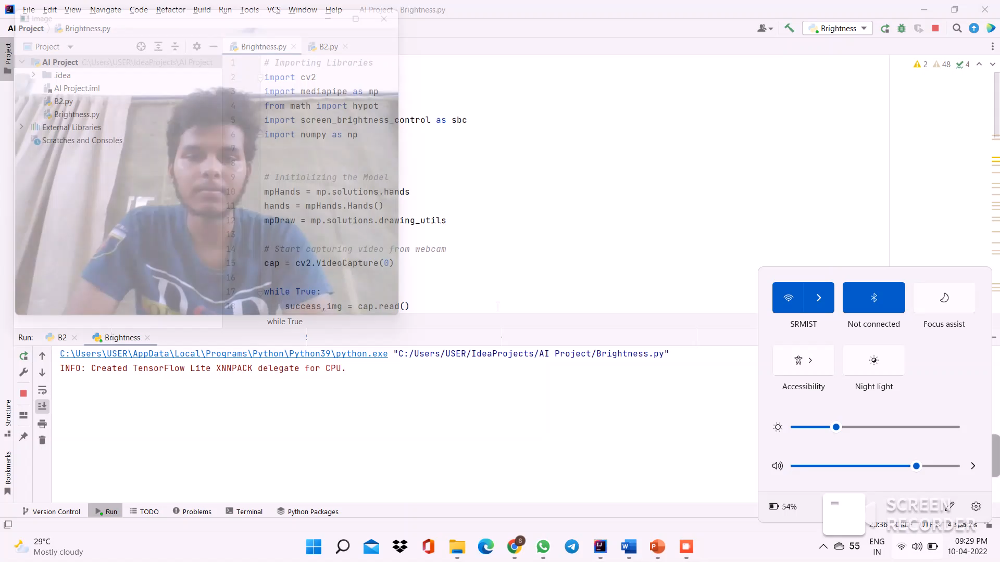 File Edit View Navigate Code Refactor Build Run Tools VCS Window Help AI Project - Brightness.py
Image
AI Project Brightness.py
Brightness
Project
Brightness.py
B2.py
Project
AI Project C:\Users\USER\IdeaProjects\AI Project
.idea
AI Project.iml
B2.py
Brightness.py
External Libraries
Scratches and Consoles
2 48 4
1 # Importing Libraries
2 import cv2
3 import mediapipe as mp
4 from math import hypot
5 import screen_brightness_control as sbc
6 import numpy as np
7
8
9 # Initializing the Model
10 mpHands = mp.solutions.hands
11 hands = mpHands.Hands()
12 mpDraw = mp.solutions.drawing_utils
13
14 # Start capturing video from webcam
15 cap = cv2.VideoCapture(0)
16
17 while True:
18 success,img = cap.read()
while True
Run: B2 Brightness
C:\Users\USER\AppData\Local\Programs\Python\Python39\python.exe "C:/Users/USER/IdeaProjects/AI Project/Brightness.py"
INFO: Created TensorFlow Lite XNNPACK delegate for CPU.
Structure
Bookmarks
SRMIST
Not connected
Focus assist
Accessibility
Night light
54%
SCREEN
RECORDER
Version Control Run TODO Problems Terminal Python Packages
20:36 4 spaces
29°C
Mostly cloudy
S
55
ENG
IN
09:29 PM
10-04-2022